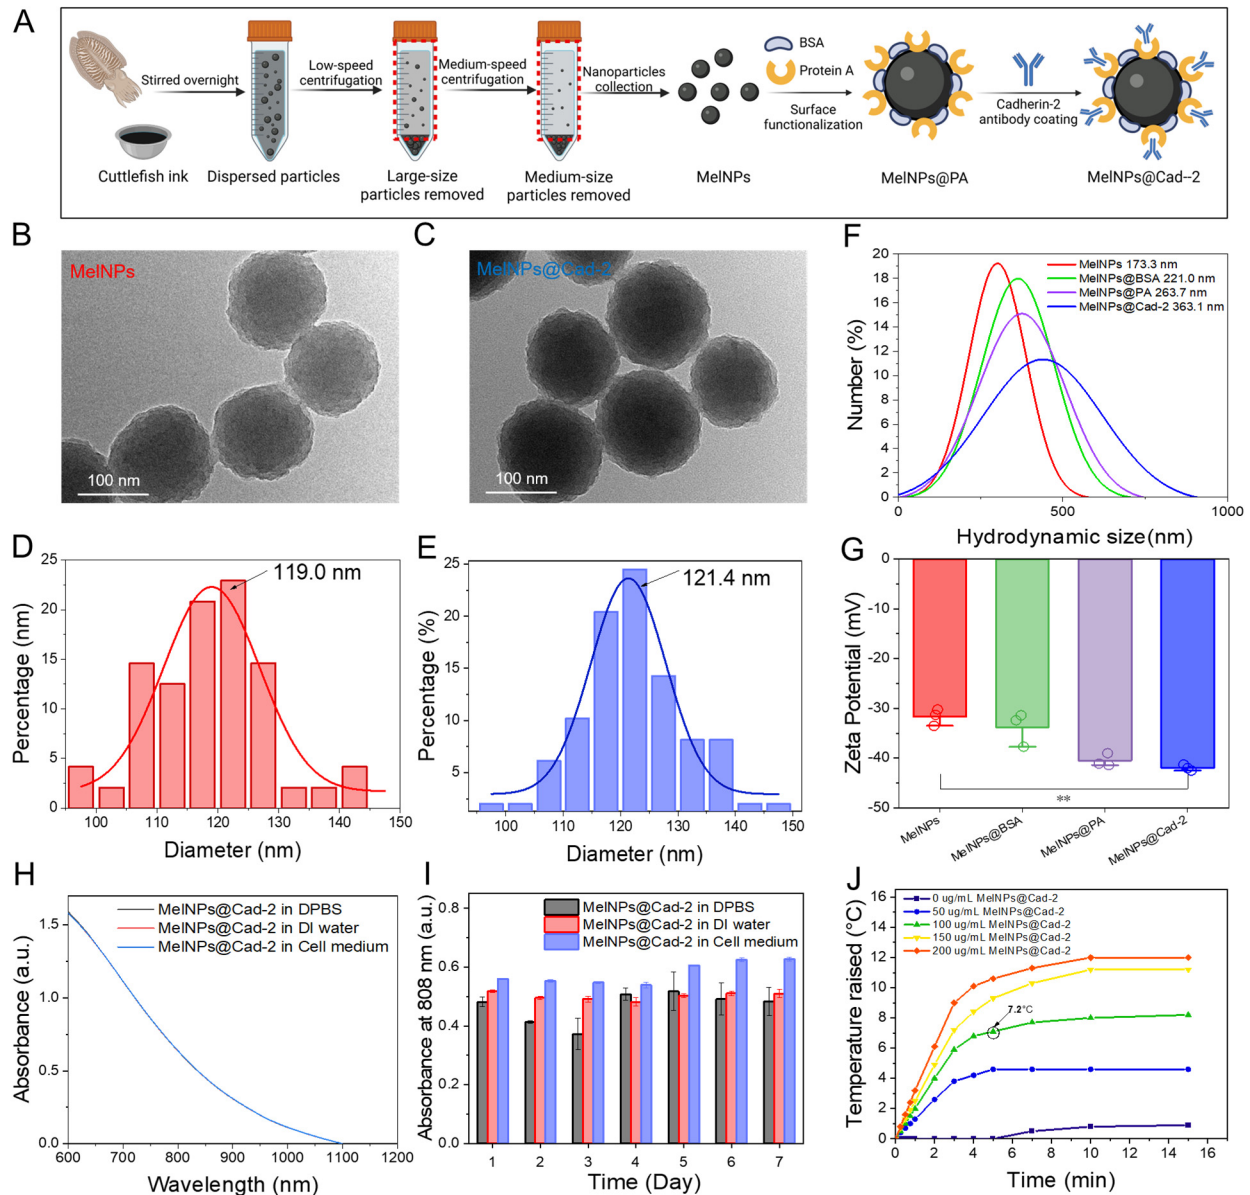 A
BSA
Protein A
Stirred overnight
Low-speed
centrifugation
Medium-speed
centrifugation
Nanoparticles
collection
Surface
functionalization
Cadherin-2
antibody coating
Cuttlefish ink
Dispersed particles
Large-size
particles removed
Medium-size
particles removed
MelNPs
MelNPs@PA
MelNPs@Cad--2
B
MelNPs
100 nm
C
MelNPs@Cad-2
100 nm
F
MelNPs 173.3 nm
MelNPs@BSA 221.0 nm
MelNPs@PA 263.7 nm
MelNPs@Cad-2 363.1 nm
20
18
16
14
12
10
8
6
4
2
0
Number (%)
0
500
1000
Hydrodynamic size(nm)
D
119.0 nm
25
20
15
10
5
0
Percentage (nm)
100
110
120
130
140
150
Diameter (nm)
E
121.4 nm
25
20
15
10
5
Percentage (%)
100
110
120
130
140
150
Diameter (nm)
G
0
-10
-20
-30
-40
-50
Zeta Potential (mV)
**
MelNPs
MelNPs@BSA
MelNPs@PA
MelNPs@Cad-2
H
MelNPs@Cad-2 in DPBS
MelNPs@Cad-2 in DI water
MelNPs@Cad-2 in Cell medium
1.5
1.0
0.5
0.0
Absorbance (a.u.)
600
700
800
900
1000
1100
1200
Wavelength (nm)
I
MelNPs@Cad-2 in DPBS
MelNPs@Cad-2 in DI water
MelNPs@Cad-2 in Cell medium
0.8
0.6
0.4
0.2
0.0
Absorbance at 808 nm (a.u.)
1
2
3
4
5
6
7
Time (Day)
J
0 ug/mL MelNPs@Cad-2
50 ug/mL MelNPs@Cad-2
100 ug/mL MelNPs@Cad-2
150 ug/mL MelNPs@Cad-2
200 ug/mL MelNPs@Cad-2
7.2°C
16
14
12
10
8
6
4
2
0
Temperature raised (°C)
0
2
4
6
8
10
12
14
16
Time (min)